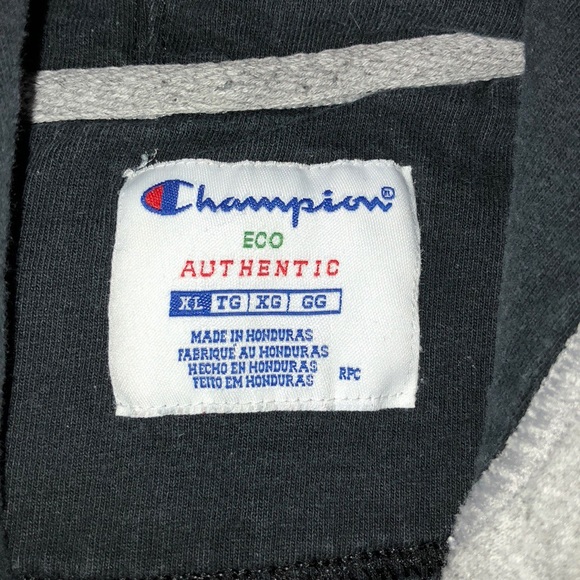 Champion®
ECO
AUTHENTIC
XL TG XG GG
MADE IN HONDURAS
FABRIQUÉ AU HONDURAS
HECHO EN HONDURAS
FEITO EM HONDURAS
RPC